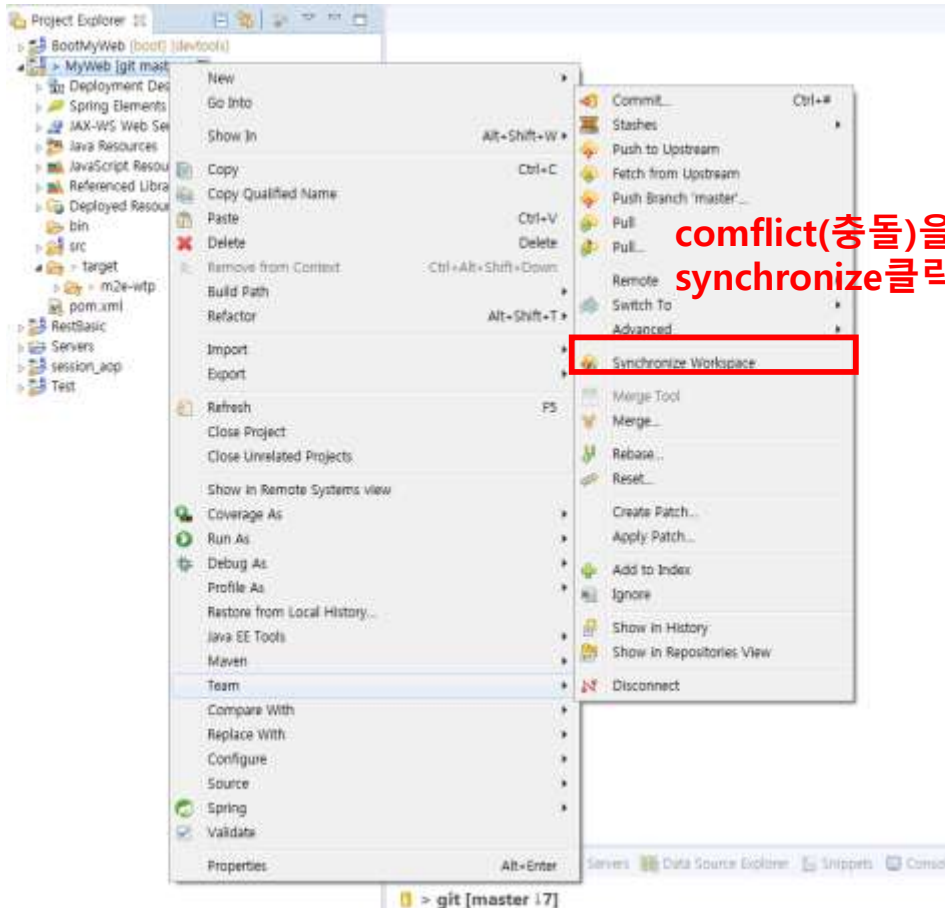 Project Explorer
BootMyWeb [boot] [devtools]
> MyWeb [git mast
Deployment Des
Spring Elements
JAX-WS Web Ser
Java Resources
JavaScript Resou
Referenced Libra
Deployed Resour
bin
src
> target
> m2e-wtp
pom.xml
RestBasic
Servers
session_aop
Test
New
Go Into
Show In Alt+Shift+W
Copy Ctrl+C
Copy Qualified Name
Paste Ctrl+V
Delete Delete
Remove from Context Ctrl+Alt+Shift+Down
Build Path
Refactor Alt+Shift+T
Import
Export
Refresh F5
Close Project
Close Unrelated Projects
Show in Remote Systems view
Coverage As
Run As
Debug As
Profile As
Restore from Local History...
Java EE Tools
Maven
Team
Compare With
Replace With
Configure
Source
Spring
Validate
Properties Alt+Enter
Commit... Ctrl+#
Stashes
Push to Upstream
Fetch from Upstream
Push Branch 'master'...
Pull
Pull...
Remote
Switch To
Advanced
Synchronize Workspace
Merge Tool
Merge...
Rebase...
Reset...
Create Patch...
Apply Patch...
Add to Index
Ignore
Show in History
Show in Repositories View
Disconnect
comflict(충돌)을
synchronize클릭
Servers Data Source Explorer Snippets Conso
> git [master ↓7]